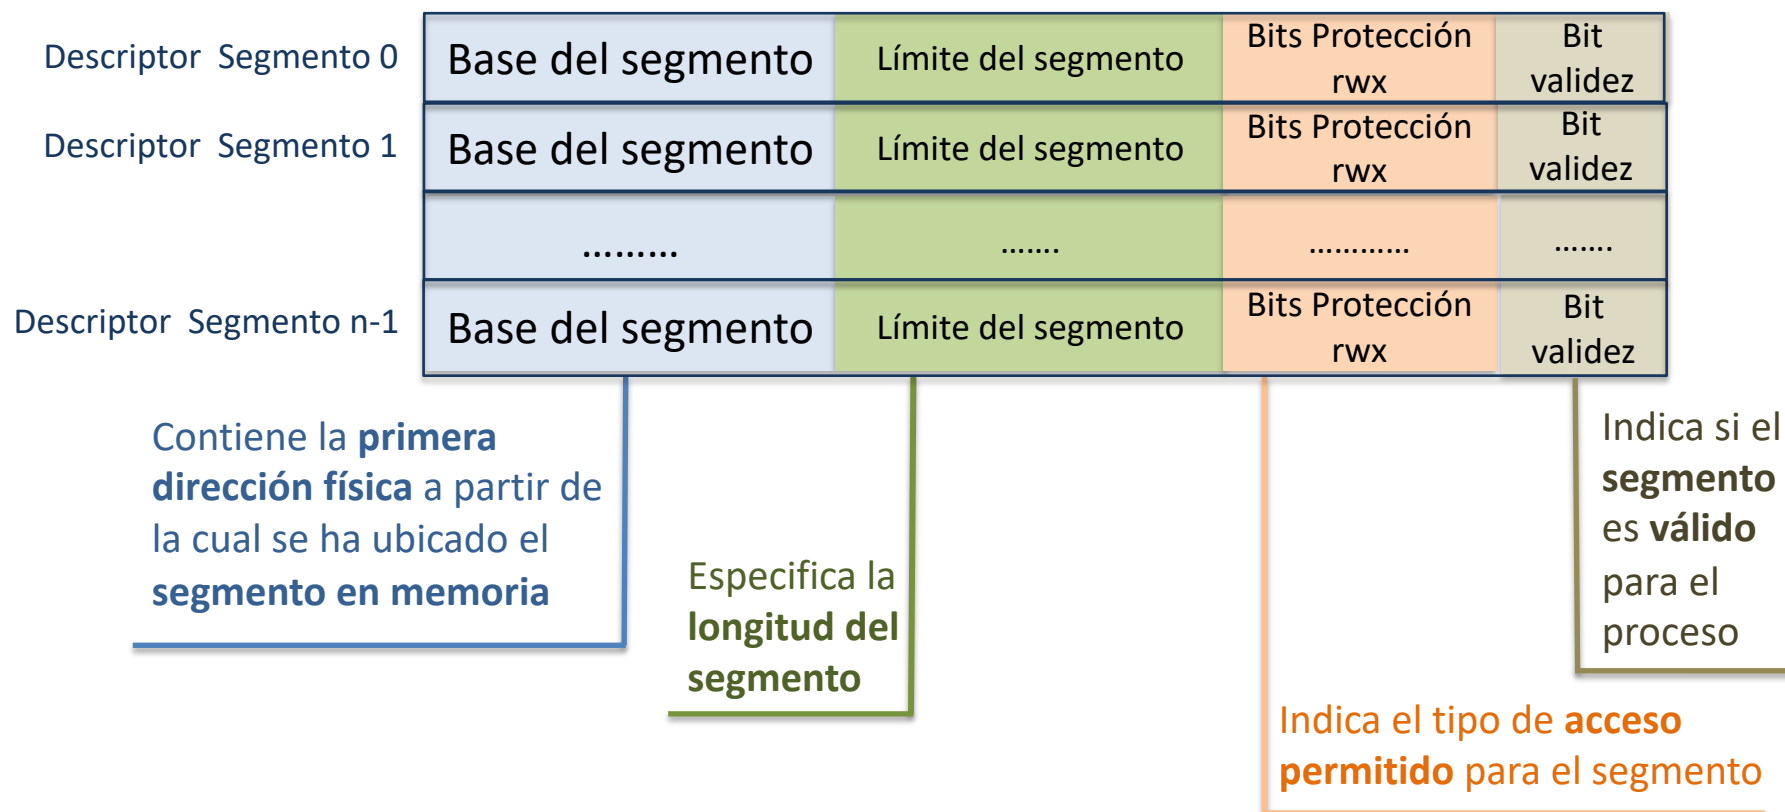 Descriptor Segmento 0
Base del segmento
Límite del segmento
Bits Protección
rwx
Bit
validez
Descriptor Segmento 1
Base del segmento
Límite del segmento
Bits Protección
rwx
Bit
validez
………
…….
…………
…….
Descriptor Segmento n-1
Base del segmento
Límite del segmento
Bits Protección
rwx
Bit
validez
Contiene la primera
dirección física a partir de
la cual se ha ubicado el
segmento en memoria
Especifica la
longitud del
segmento
Indica el tipo de acceso
permitido para el segmento
Indica si el
segmento
es válido
para el
proceso